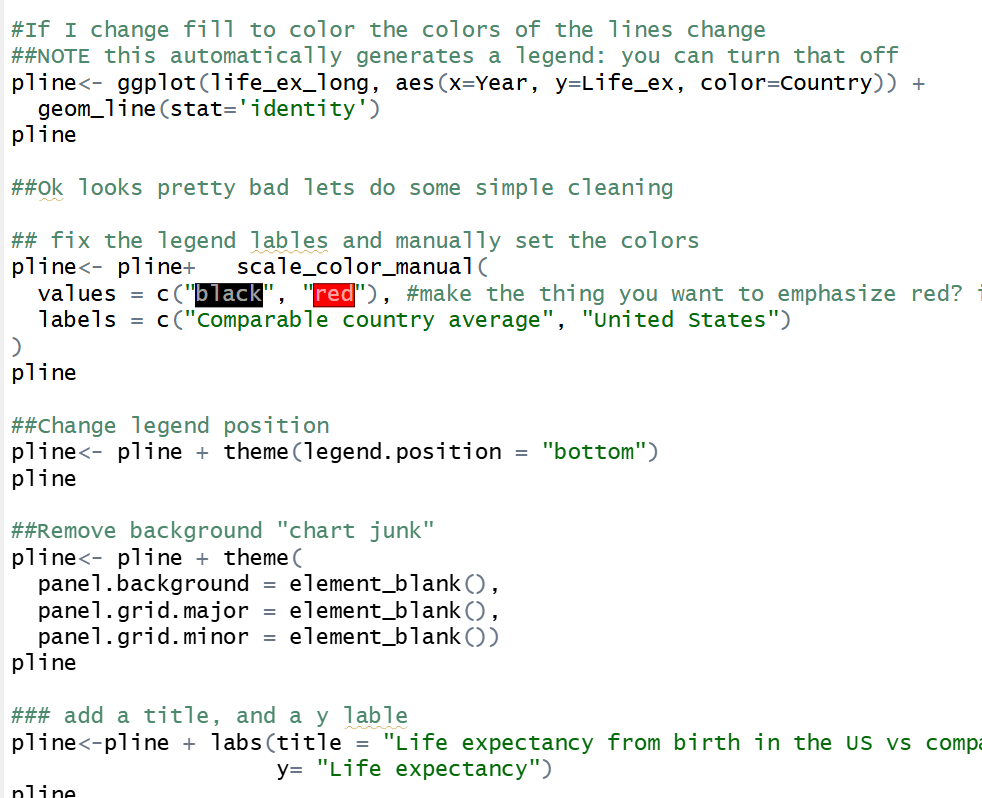 #If I change fill to color the colors of the lines change
##NOTE this automatically generates a legend: you can turn that off
pline<- ggplot(life_ex_long, aes(x=Year, y=Life_ex, color=Country)) +
  geom_line(stat='identity')
pline
##Ok looks pretty bad lets do some simple cleaning
## fix the legend lables and manually set the colors
pline<- pline+   scale_color_manual(
  values = c("black", "red"), #make the thing you want to emphasize red?
  labels = c("Comparable country average", "United States")
)
pline
##Change legend position
pline<- pline + theme(legend.position = "bottom")
pline
##Remove background "chart junk"
pline<- pline + theme(
  panel.background = element_blank(),
  panel.grid.major = element_blank(),
  panel.grid.minor = element_blank())
pline
### add a title, and a y lable
pline<-pline + labs(title = "Life expectancy from birth in the US vs
                    y= "Life expectancy")
pline